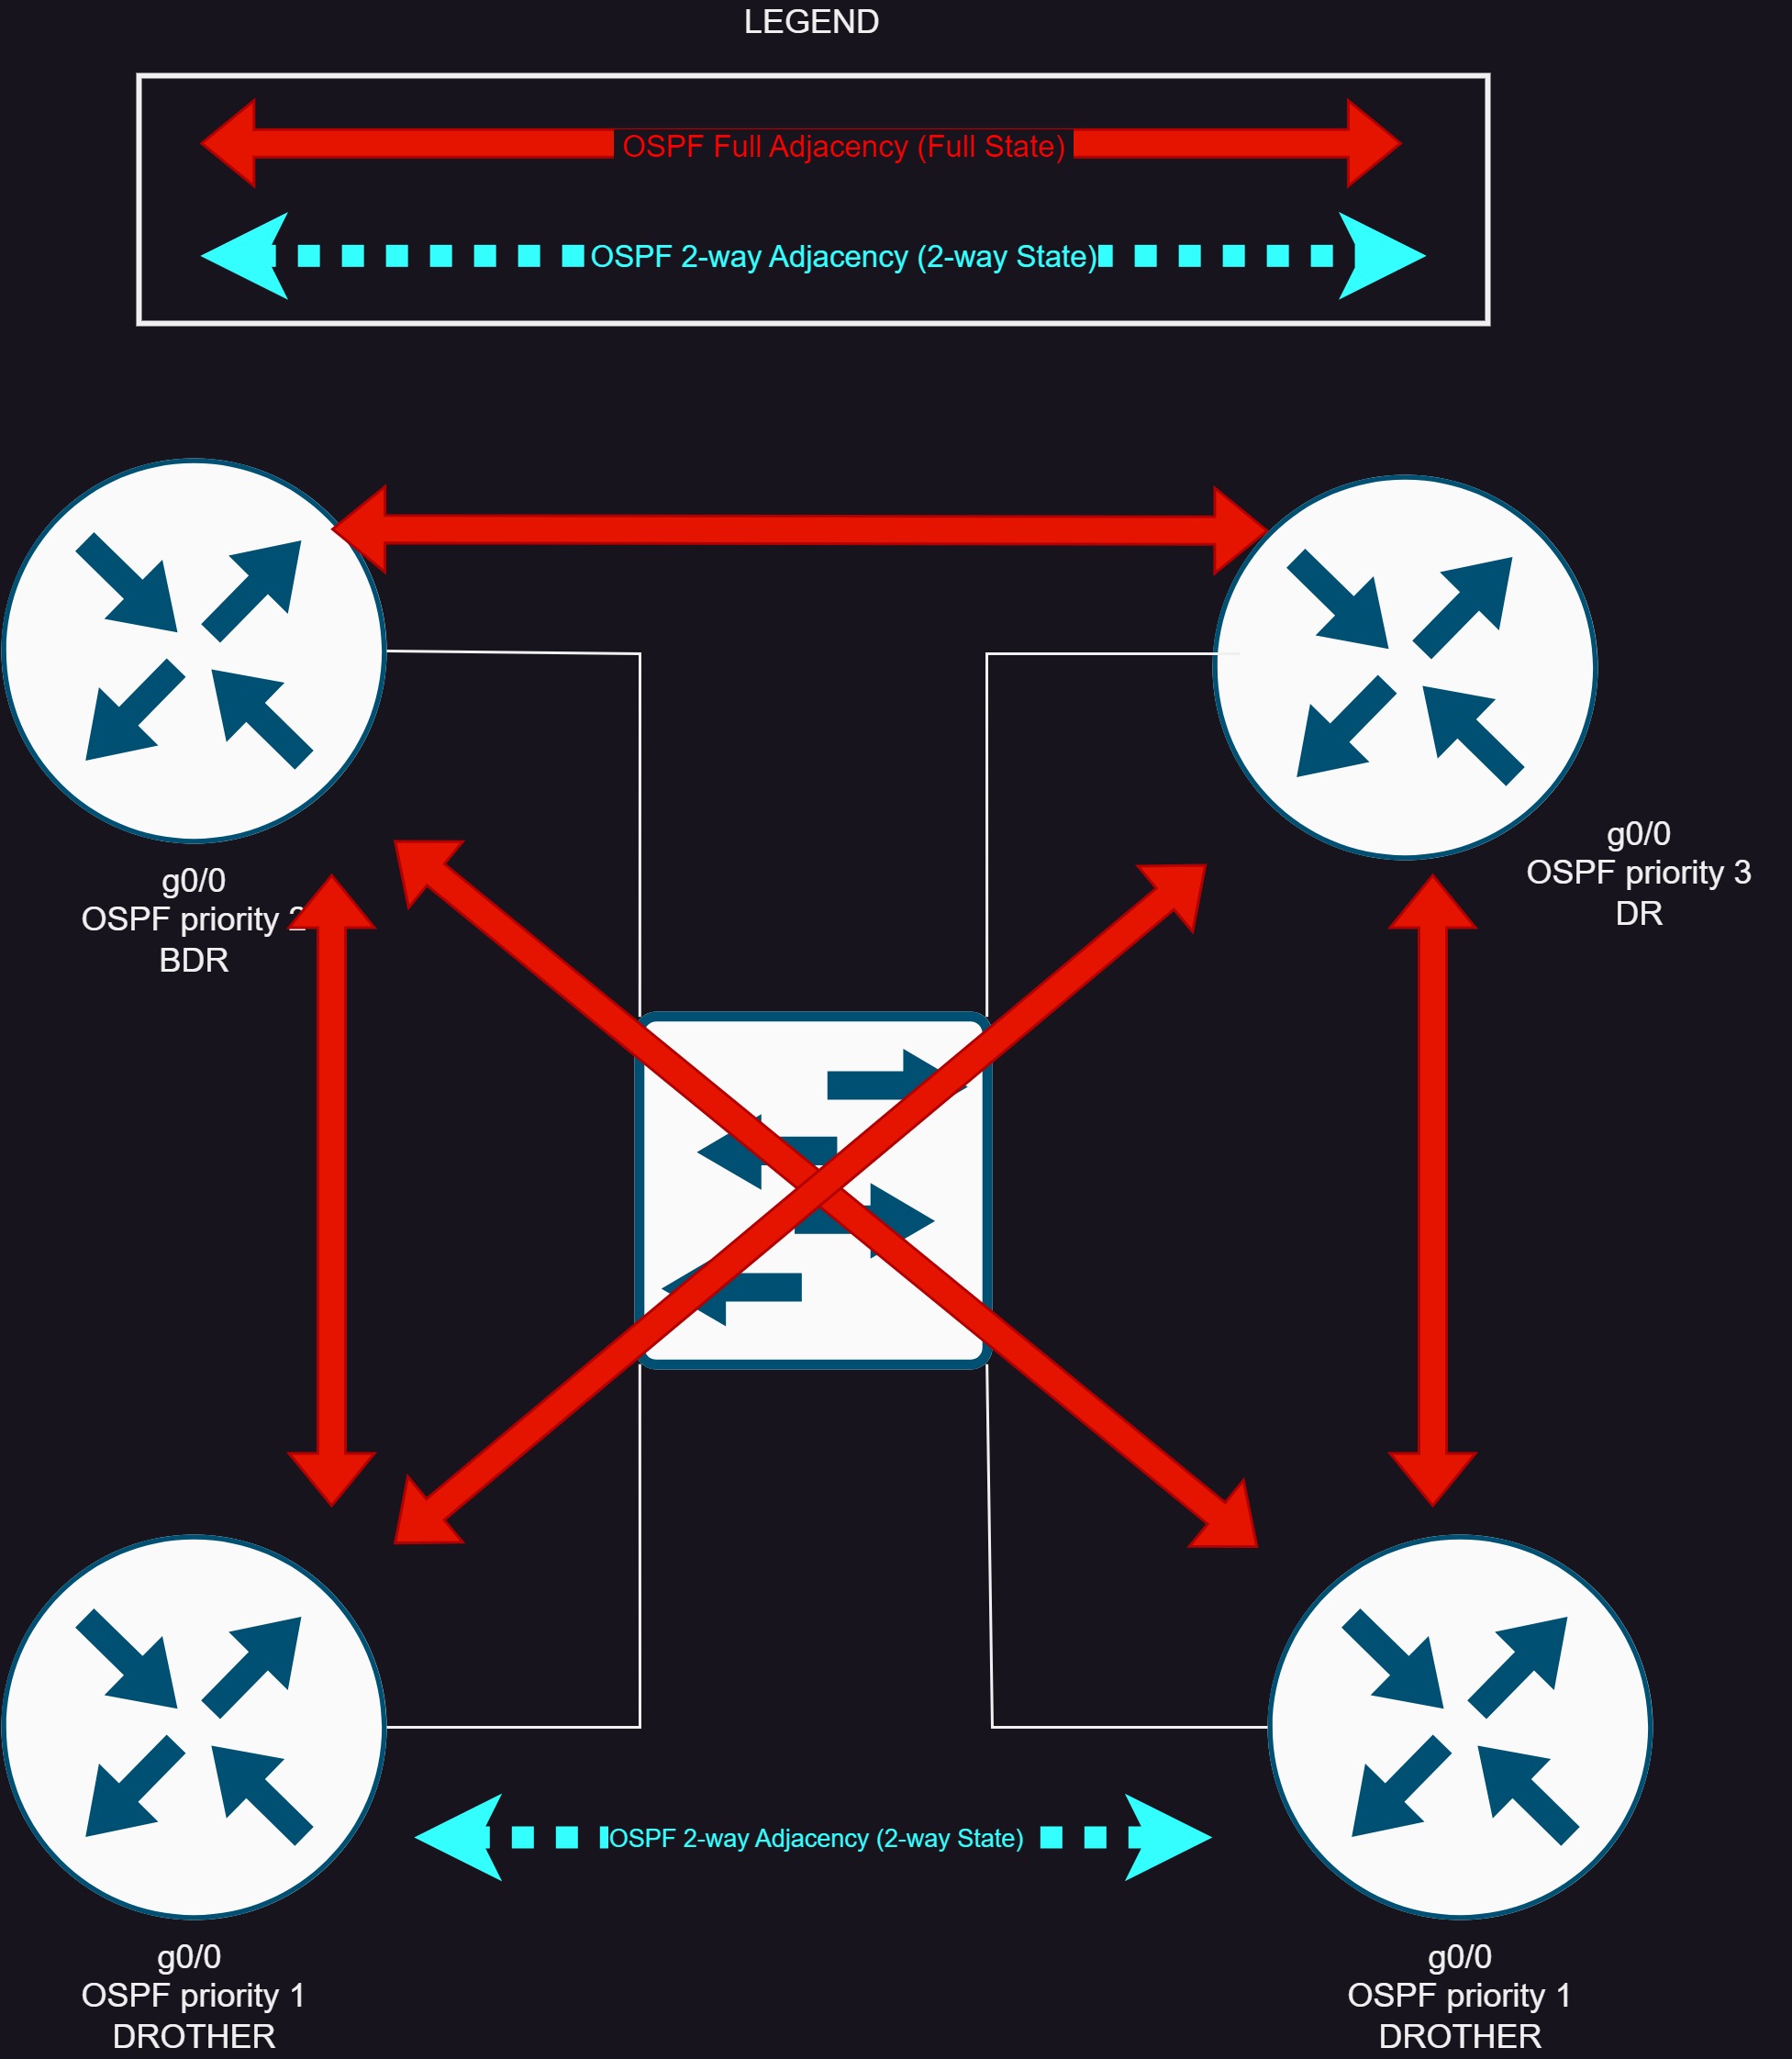 LEGEND
OSPF Full Adjacency (Full State)
OSPF 2-way Adjacency (2-way State)
g0/0
OSPF priority 2
BDR
g0/0
OSPF priority 3
DR
OSPF 2-way Adjacency (2-way State)
g0/0
OSPF priority 1
DROTHER
g0/0
OSPF priority 1
DROTHER